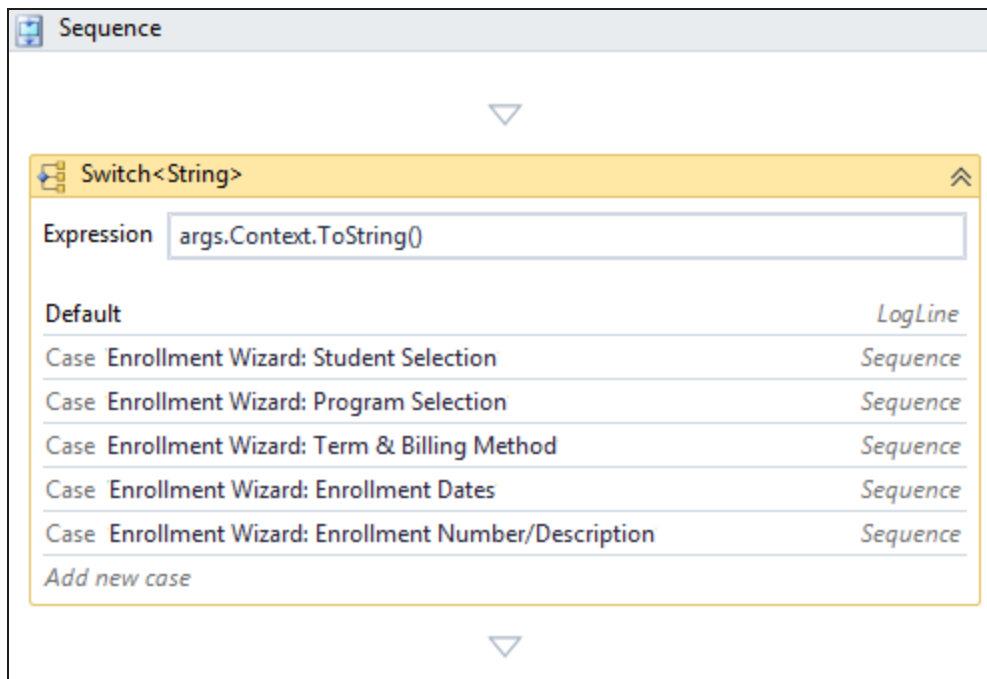 Sequence
Switch<String>
Expression args.Context.ToString()
Default LogLine
Case Enrollment Wizard: Student Selection Sequence
Case Enrollment Wizard: Program Selection Sequence
Case Enrollment Wizard: Term & Billing Method Sequence
Case Enrollment Wizard: Enrollment Dates Sequence
Case Enrollment Wizard: Enrollment Number/Description Sequence
Add new case